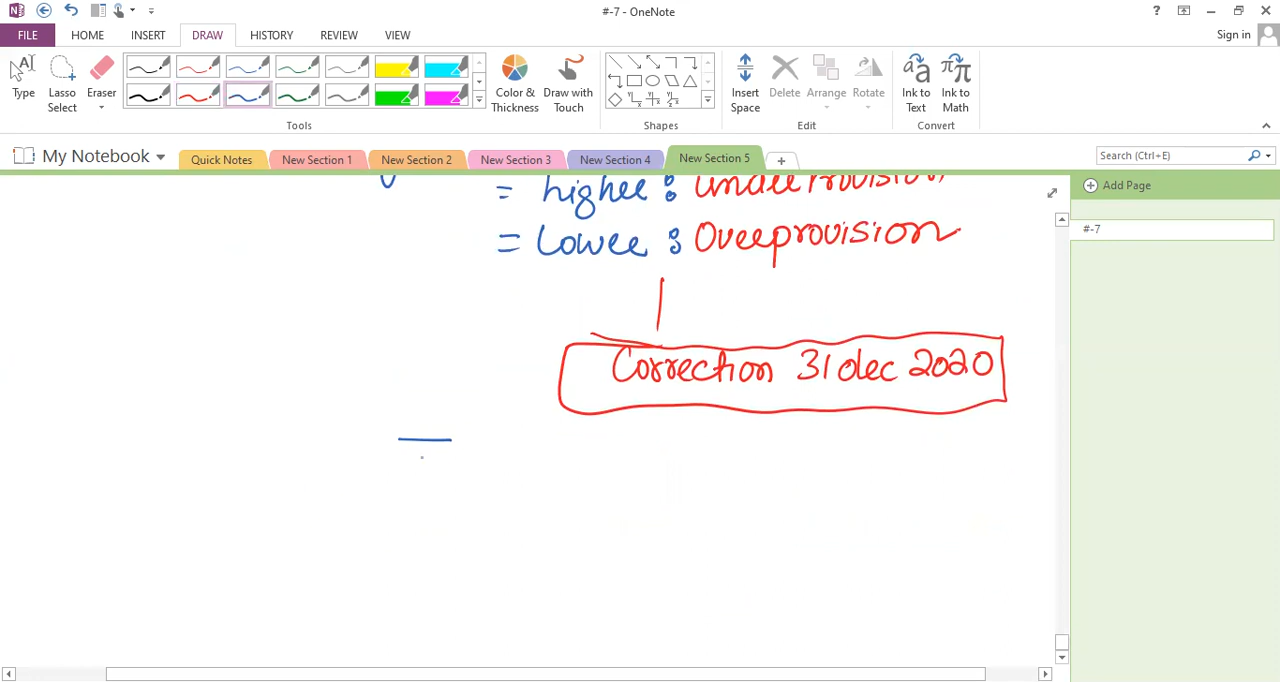 #-7 - OneNote
FILE HOME INSERT DRAW HISTORY REVIEW VIEW Sign in
Type Lasso Select Eraser Color & Thickness Draw with Touch Insert Space Delete Arrange Rotate Ink to Text Ink to Math
Tools Shapes Edit Convert
My Notebook Quick Notes New Section 1 New Section 2 New Section 3 New Section 4 New Section 5 Search (Ctrl+E)
Add Page
#-7
= higher : Underprovision
= Lower : Overprovision
Correction 31 dec 2020